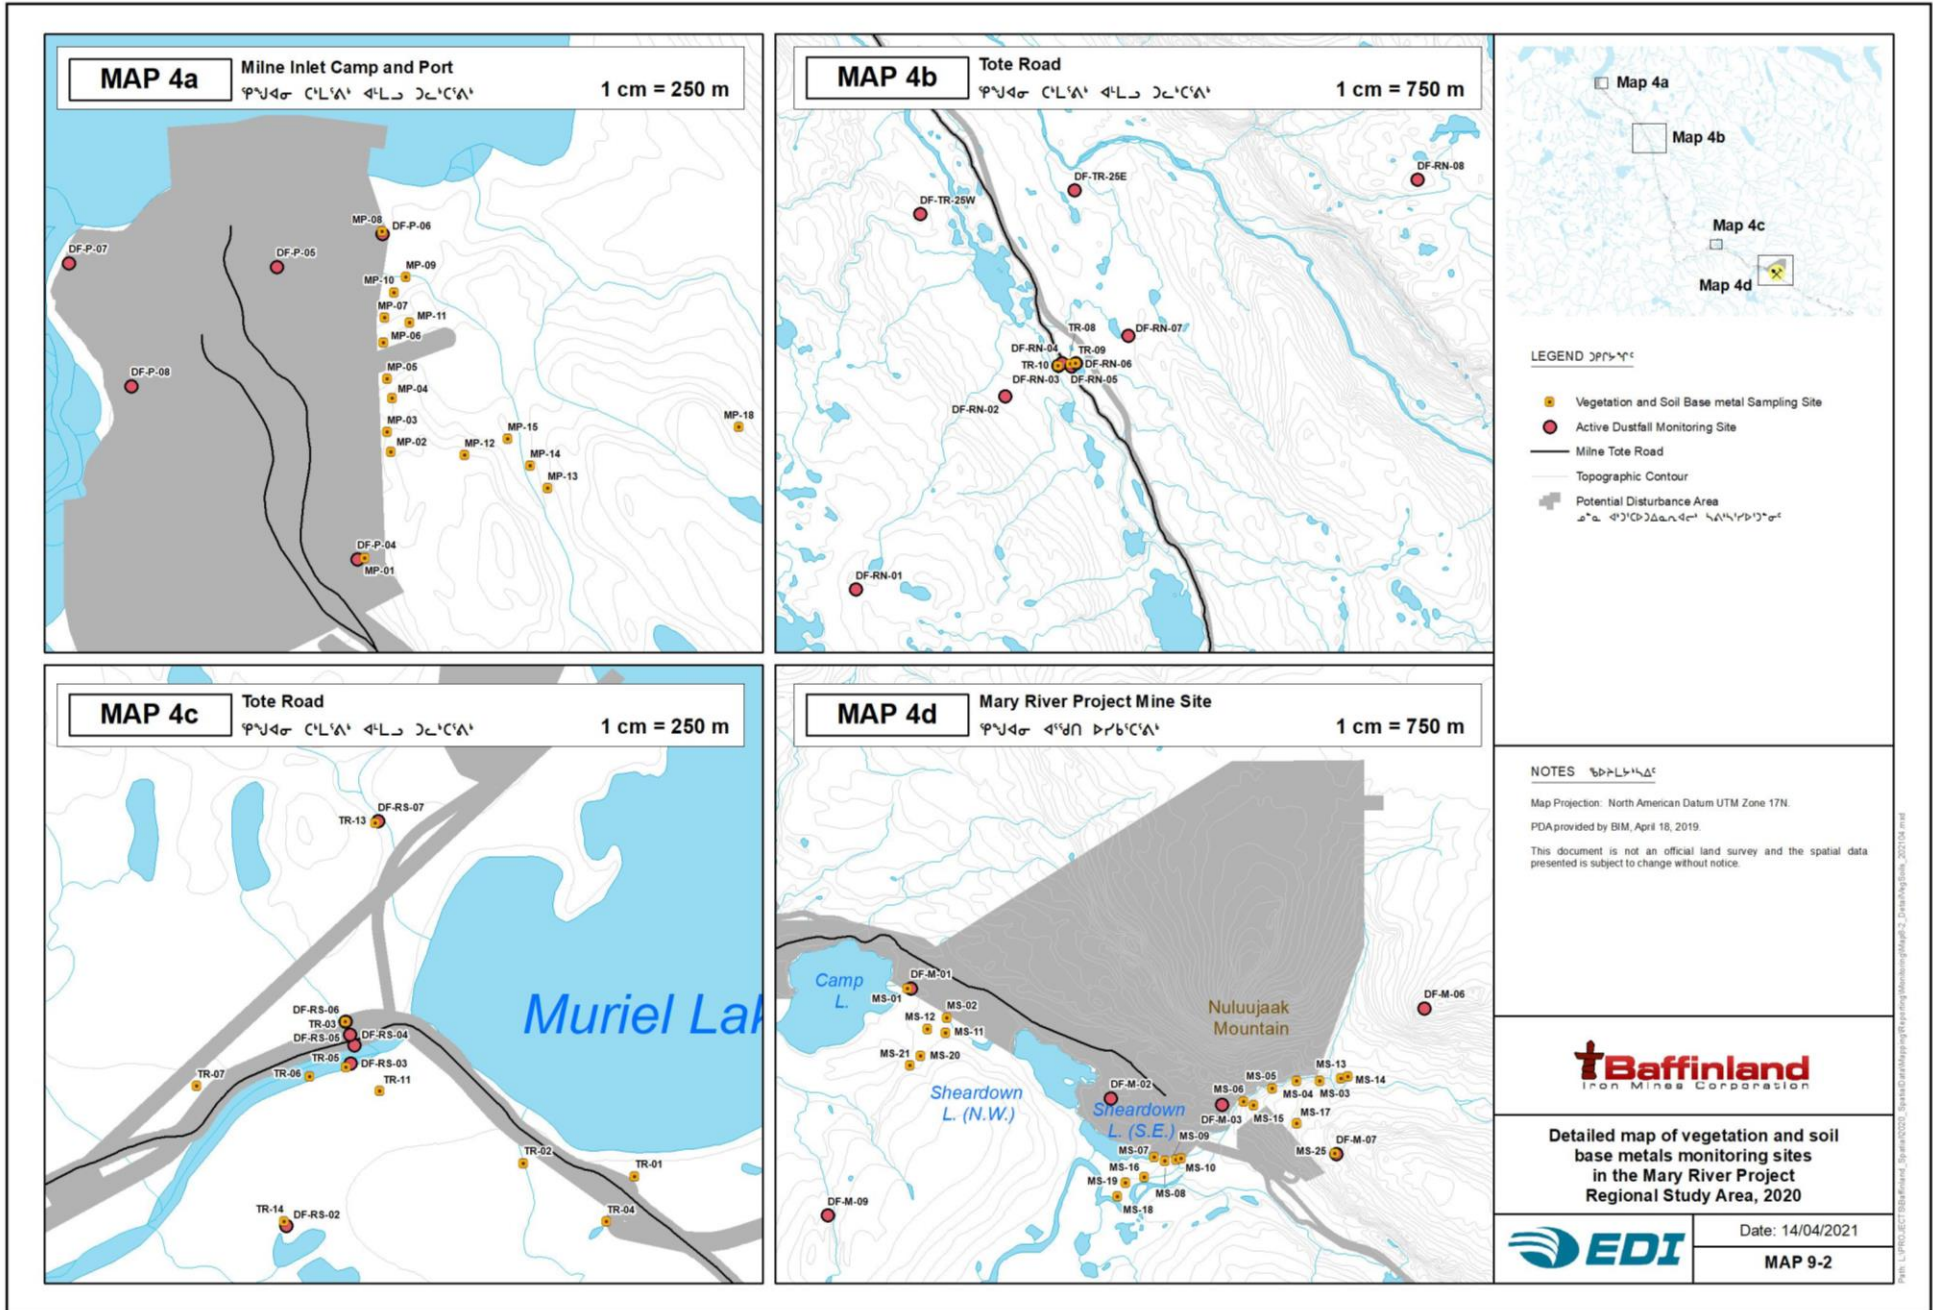 MAP 4a
Milne Inlet Camp and Port
1 cm = 250 m
MP-08
DF-P-06
DF-P-07
DF-P-05
MP-09
MP-10
MP-07
MP-11
MP-06
DF-P-08
MP-05
MP-04
MP-03
MP-02
MP-18
MP-15
MP-12
MP-14
MP-13
DF-P-04
MP-01
MAP 4b
Tote Road
1 cm = 750 m
DF-RN-08
DF-TR-25E
DF-TR-25W
TR-08
DF-RN-07
DF-RN-04
TR-09
TR-10
DF-RN-06
DF-RN-03
DF-RN-05
DF-RN-02
DF-RN-01
MAP 4c
Tote Road
1 cm = 250 m
DF-RS-07
TR-13
Muriel Lak
DF-RS-06
TR-03
DF-RS-05
DF-RS-04
TR-05
DF-RS-03
TR-07
TR-06
TR-11
TR-02
TR-01
TR-14
DF-RS-02
TR-04
MAP 4d
Mary River Project Mine Site
1 cm = 750 m
Camp
L.
DF-M-01
MS-01
MS-02
MS-12
MS-11
MS-21
MS-20
Nuluujaak
Mountain
DF-M-06
Sheardown
L. (N.W.)
DF-M-02
Sheardown
L. (S.E.)
MS-13
MS-05
MS-14
MS-06
MS-04
MS-03
DF-M-03
MS-15
MS-17
MS-09
DF-M-07
MS-07
MS-25
MS-16
MS-10
MS-19
MS-08
MS-18
DF-M-09
Map 4a
Map 4b
Map 4c
Map 4d
LEGEND
Vegetation and Soil Base metal Sampling Site
Active Dustfall Monitoring Site
Milne Tote Road
Topographic Contour
Potential Disturbance Area
NOTES
Map Projection: North American Datum UTM Zone 17N.
PDA provided by BIM, April 18, 2019.
This document is not an official land survey and the spatial data
presented is subject to change without notice.
Baffinland
Iron Mines Corporation
Detailed map of vegetation and soil
base metals monitoring sites
in the Mary River Project
Regional Study Area, 2020
EDI
Date: 14/04/2021
MAP 9-2